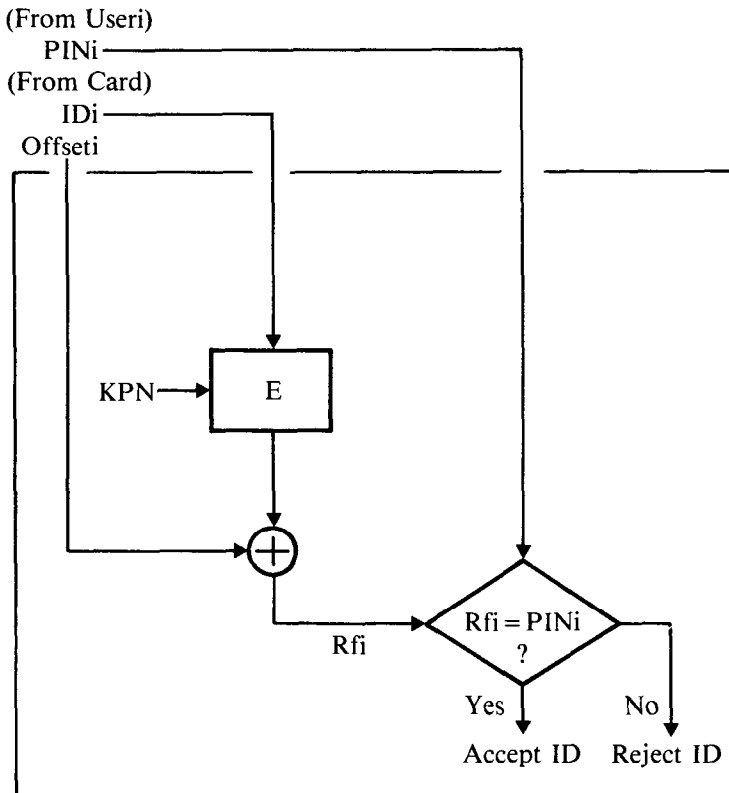 (From Useri)
PINi
(From Card)
IDi
Offseti
KPN
E
Rfi
Rfi = PINi
?
Yes
No
Accept ID
Reject ID